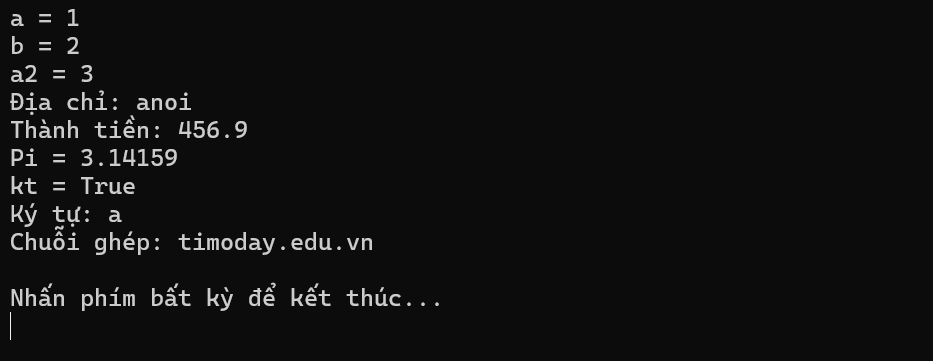 a = 1
b = 2
a2 = 3
Địa chỉ: anoi
Thành tiền: 456.9
Pi = 3.14159
kt = True
Ký tự: a
Chuỗi ghép: timoday.edu.vn
Nhấn phím bất kỳ để kết thúc...